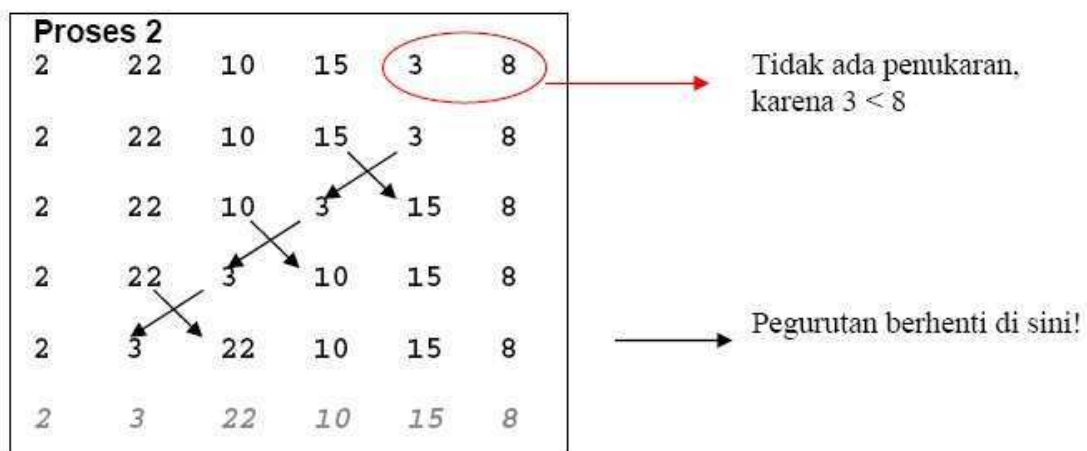 Proses 2
2 22 10 15 3 8
Tidak ada penukaran,
karena 3 < 8
2 22 10 15 3 8
2 22 10 3 15 8
2 22 3 10 15 8
2 3 22 10 15 8
Pegurutan berhenti di sini!
2 3 22 10 15 8